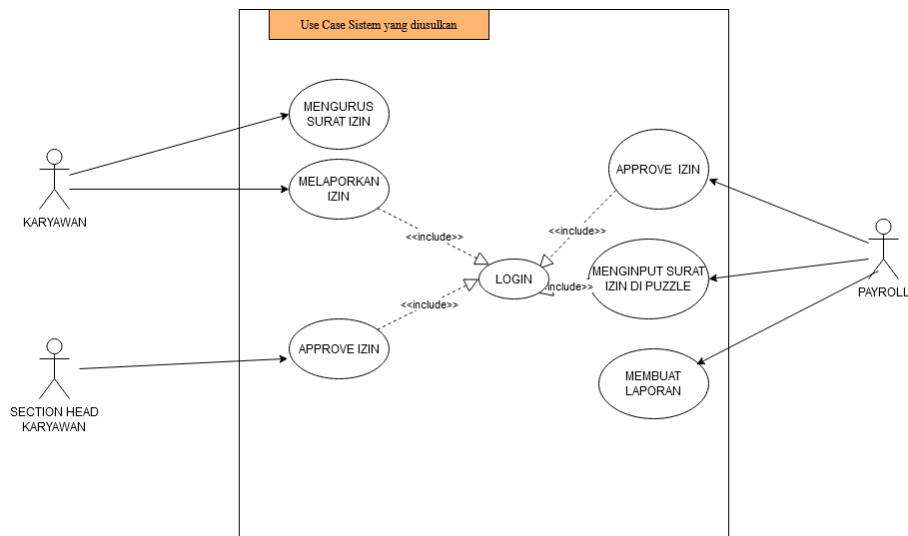 Use Case Sistem yang diusulkan
MENGURUS
SURAT IZIN
MELAPORKAN
IZIN
KARYAWAN
<<include>>
<<include>>
APPROVE IZIN
SECTION HEAD
KARYAWAN
LOGIN
APPROVE IZIN
<<include>>
MENGINPUT SURAT
IZIN DI PUZZLE
include>>
MEMBUAT
LAPORAN
PAYROLL